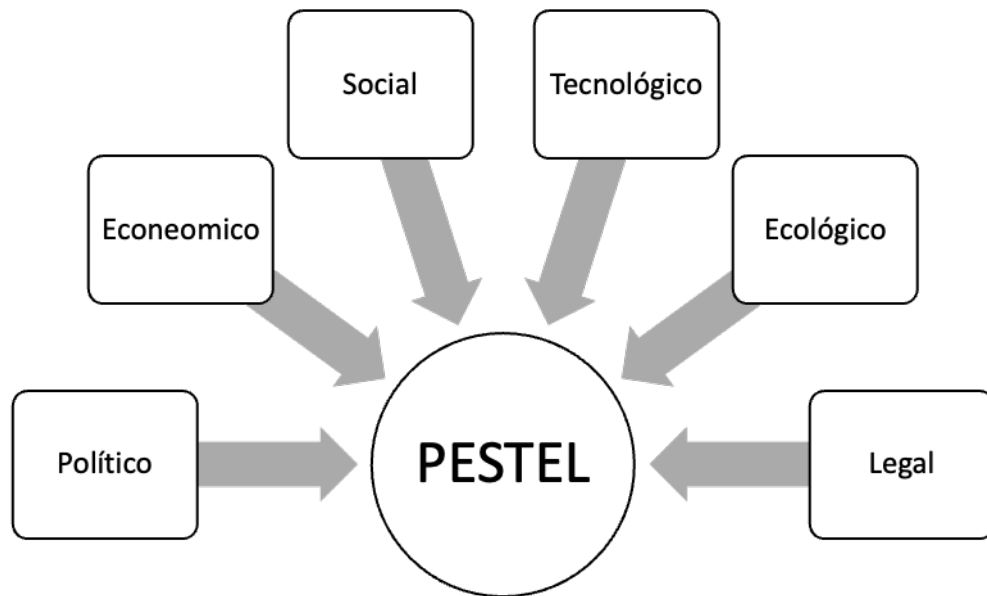 Social
Tecnológico
Econeomico
Ecológico
Político
PESTEL
Legal